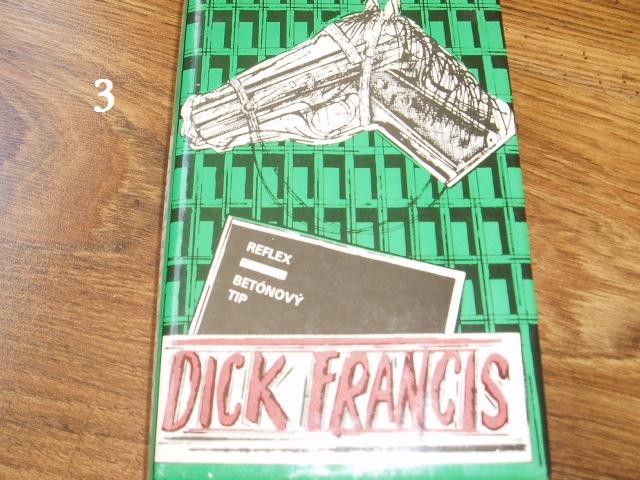 3
REFLEX
BETÓNOVÝ
TIP
DICK FRANCIS